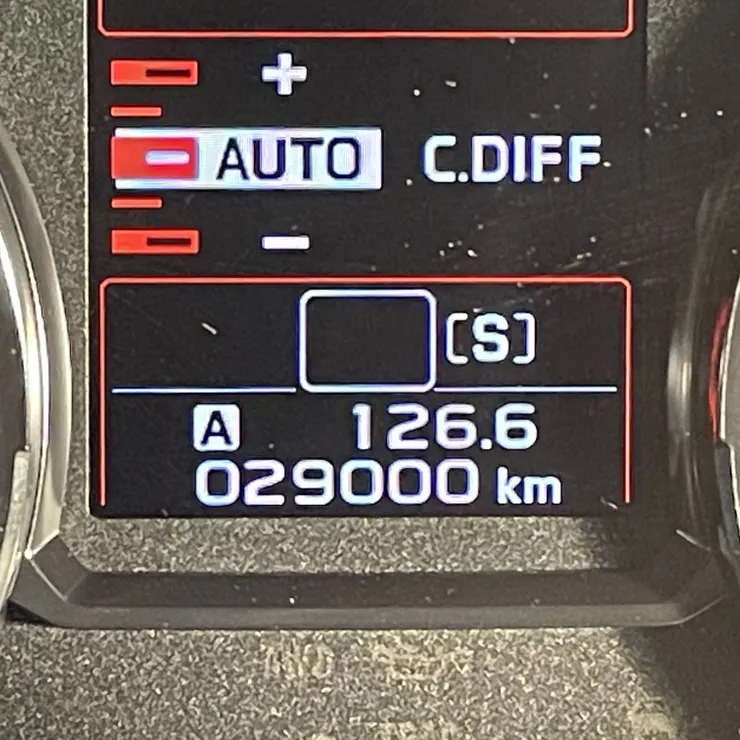 +
AUTO C.DIFF
-
[S]
A 126.6
029000 km